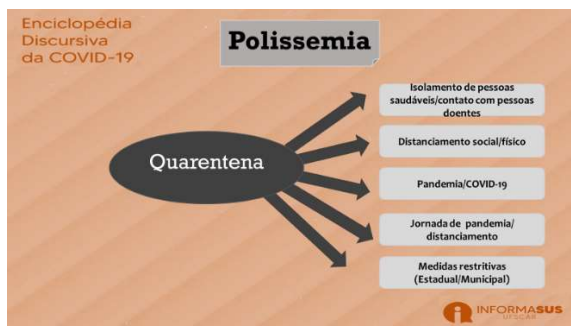 Enciclopédia
Discursiva
da COVID-19
Polissemia
Quarentena
Isolamento de pessoas
saudáveis/contato com pessoas
doentes
Distanciamento social/físico
Pandemia/COVID-19
Jornada de pandemia/
distanciamento
Medidas restritivas
(Estadual/Municipal)
INFORMASUS
UFSCAR